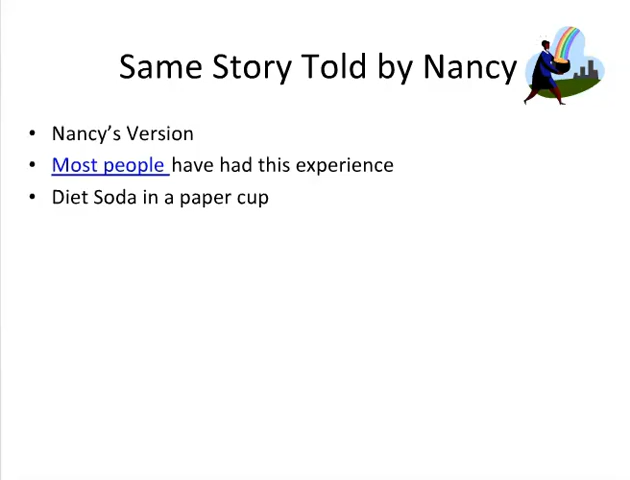 Same Story Told by Nancy
• Nancy's Version
• Most people have had this experience
• Diet Soda in a paper cup